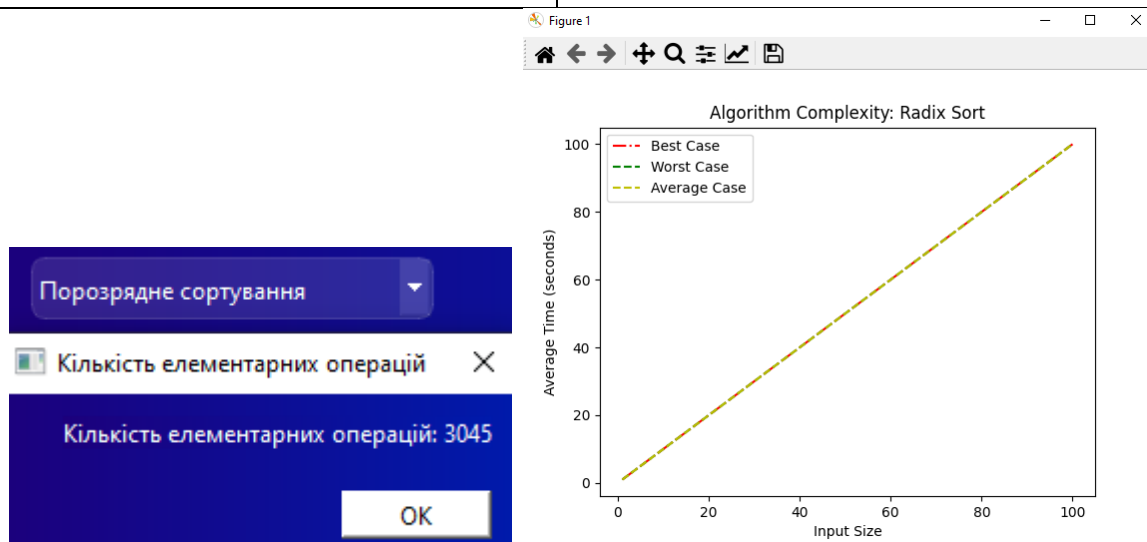 Figure 1
Algorithm Complexity: Radix Sort
Best Case
Worst Case
Average Case
100
80
60
40
20
0
Average Time (seconds)
0 20 40 60 80 100
Input Size
Порозрядне сортування
Кількість елементарних операцій
Кількість елементарних операцій: 3045
OK